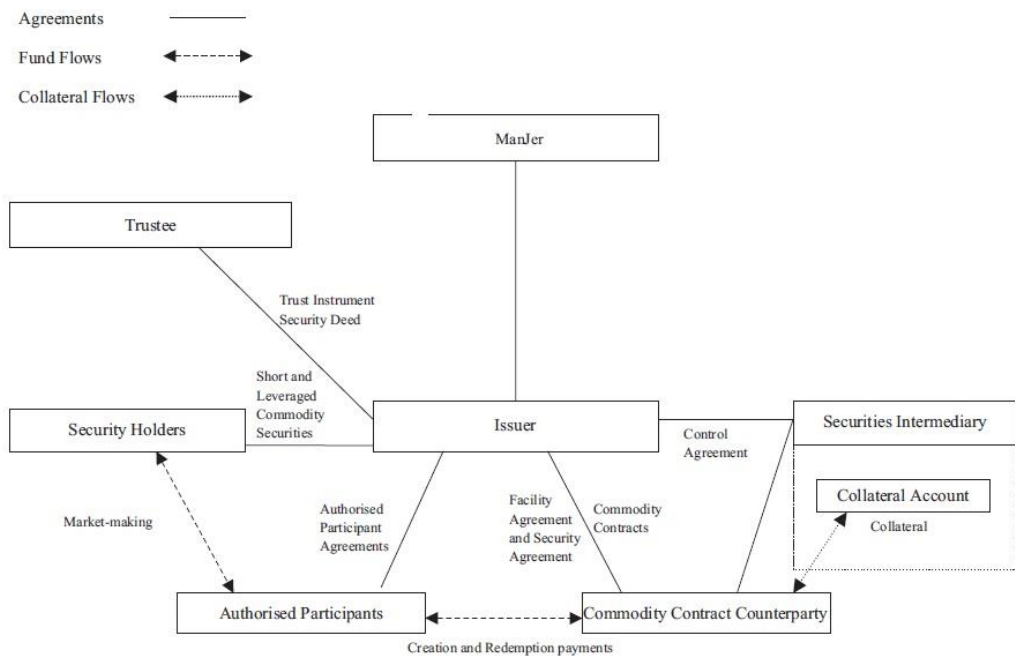 Agreements
Fund Flows
Collateral Flows
ManJer
Trustee
Trust Instrument
Security Deed
Short and
Leveraged
Commodity
Securities
Security Holders
Issuer
Securities Intermediary
Control
Agreement
Collateral Account
Collateral
Market-making
Authorised
Participant
Agreements
Facility
Agreement
and Security
Agreement
Commodity
Contracts
Authorised Participants
Commodity Contract Counterparty
Creation and Redemption payments